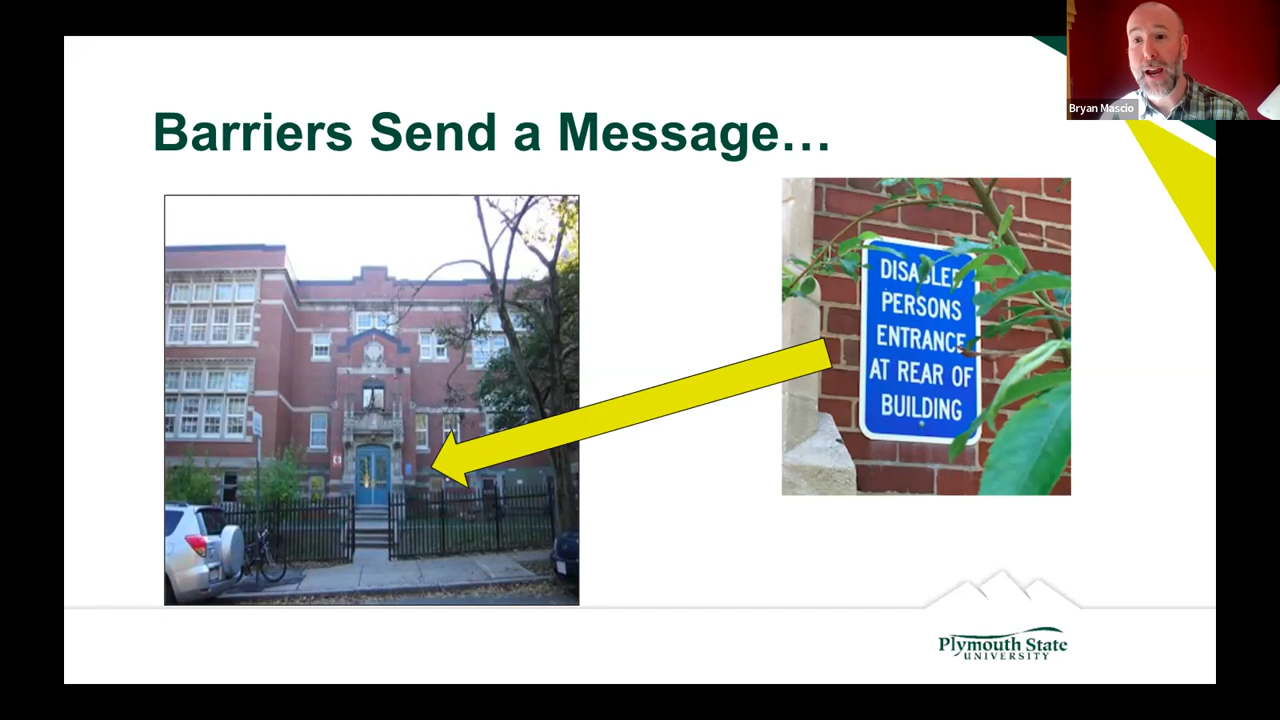 Barriers Send a Message…
Bryan Mascio
DISABLED
PERSONS
ENTRANCE
AT REAR OF
BUILDING
Plymouth State
UNIVERSITY